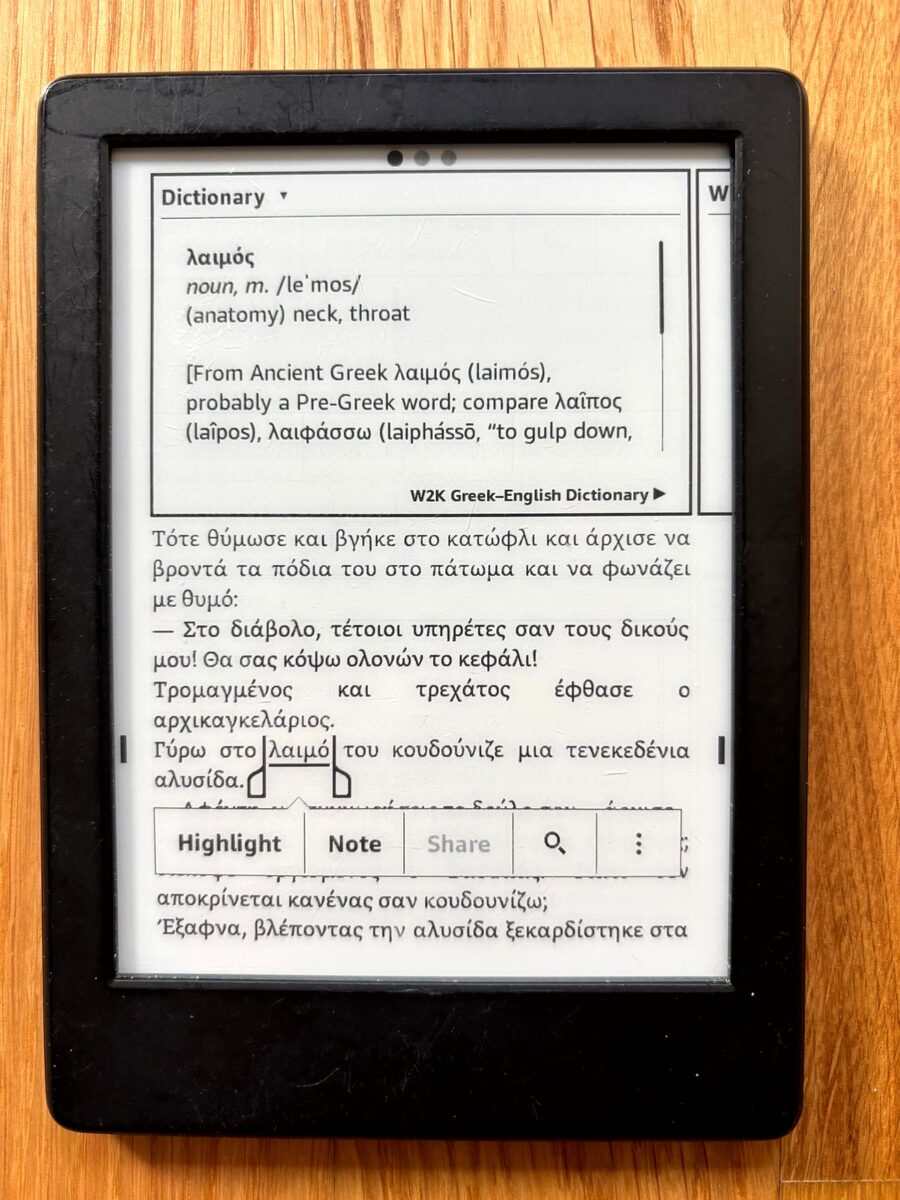 Dictionary ▼
W
λαιμός
noun, m. /leˈmos/
(anatomy) neck, throat
[From Ancient Greek λαιμός (laimós),
probably a Pre-Greek word; compare λαῖπος
(laîpos), λαιφάσσω (laiphássō, “to gulp down,
W2K Greek–English Dictionary ▶
Τότε θύμωσε και βγήκε στο κατώφλι και άρχισε να
βροντά τα πόδια του στο πάτωμα και να φωνάζει
με θυμό:
— Στο διάβολο, τέτοιοι υπηρέτες σαν τους δικούς
μου! Θα σας κόψω ολονών το κεφάλι!
Τρομαγμένος και τρεχάτος έφθασε ο
αρχικαγκελάριος.
Γύρω στο λαιμό του κουδούνιζε μια τενεκεδένια
αλυσίδα.
Highlight Note Share
αποκρίνεται κανένας σαν κουδουνίζω;
Έξαφνα, βλέποντας την αλυσίδα ξεκαρδίστηκε στα